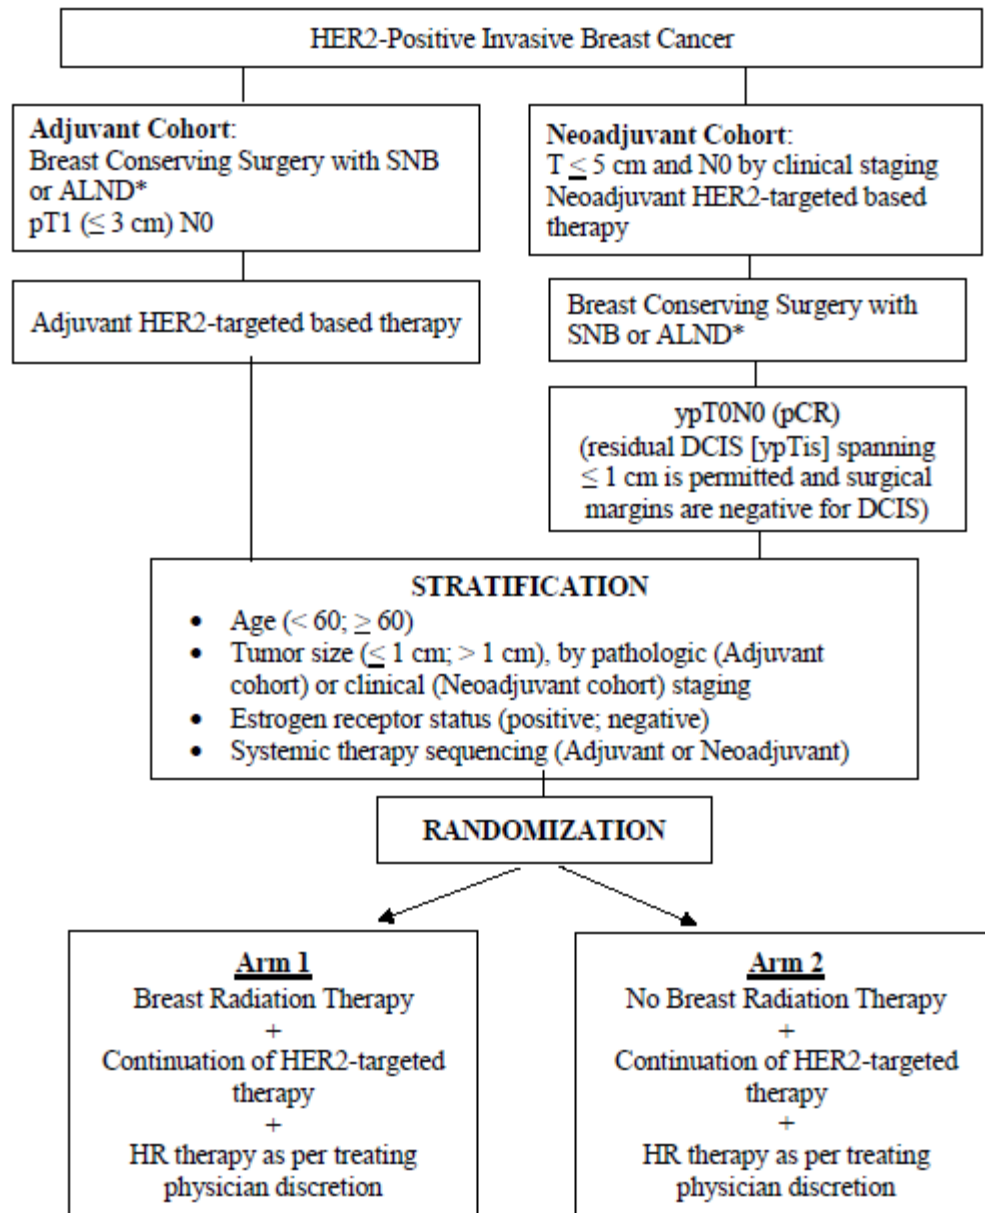 HER2-Positive Invasive Breast Cancer
Adjuvant Cohort:
Breast Conserving Surgery with SNB
or ALND*
pT1 (≤ 3 cm) N0
Neoadjuvant Cohort:
T ≤ 5 cm and N0 by clinical staging
Neoadjuvant HER2-targeted based
therapy
Adjuvant HER2-targeted based therapy
Breast Conserving Surgery with
SNB or ALND*
ypT0N0 (pCR)
(residual DCIS [ypTis] spanning
≤ 1 cm is permitted and surgical
margins are negative for DCIS)
STRATIFICATION
• Age (< 60; ≥ 60)
• Tumor size (≤ 1 cm; > 1 cm), by pathologic (Adjuvant
cohort) or clinical (Neoadjuvant cohort) staging
• Estrogen receptor status (positive; negative)
• Systemic therapy sequencing (Adjuvant or Neoadjuvant)
RANDOMIZATION
Arm 1
Breast Radiation Therapy
+
Continuation of HER2-targeted
therapy
+
HR therapy as per treating
physician discretion
Arm 2
No Breast Radiation Therapy
+
Continuation of HER2-targeted
therapy
+
HR therapy as per treating
physician discretion